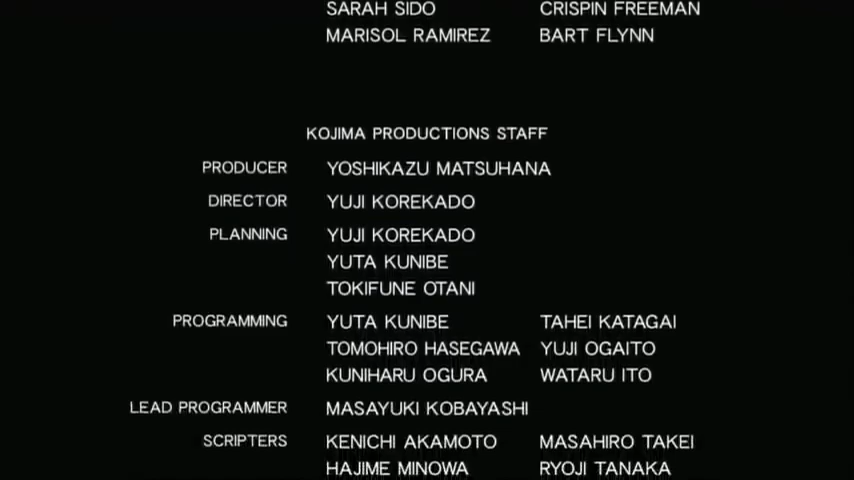 SARAH SIDO CRISPIN FREEMAN
MARISOL RAMIREZ BART FLYNN
KOJIMA PRODUCTIONS STAFF
PRODUCER YOSHIKAZU MATSUHANA
DIRECTOR YUJI KOREKADO
PLANNING YUJI KOREKADO
YUTA KUNIBE
TOKIFUNE OTANI
PROGRAMMING YUTA KUNIBE TAHEI KATAGAI
TOMOHIRO HASEGAWA YUJI OGAITO
KUNIHARU OGURA WATARU ITO
LEAD PROGRAMMER MASAYUKI KOBAYASHI
SCRIPTERS KENICHI AKAMOTO MASAHIRO TAKEI
HAJIME MINOWA RYOJI TANAKA